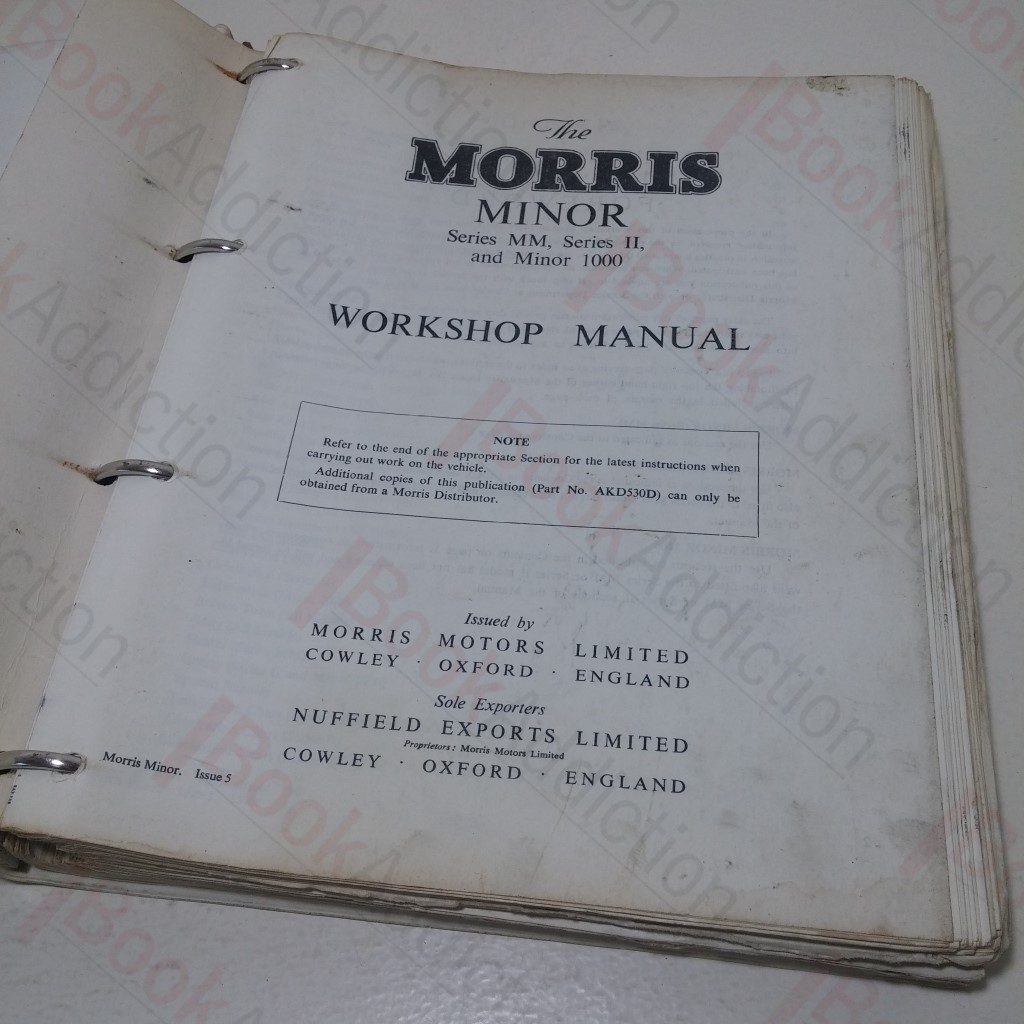 The
MORRIS
MINOR
Series MM, Series II,
and Minor 1000
WORKSHOP MANUAL
NOTE
Refer to the end of the appropriate Section for the latest instructions when
carrying out work on the vehicle.
Additional copies of this publication (Part No. AKD530D) can only be
obtained from a Morris Distributor.
Issued by
MORRIS MOTORS LIMITED
COWLEY · OXFORD · ENGLAND
Sole Exporters
NUFFIELD EXPORTS LIMITED
Proprietors: Morris Motors Limited
COWLEY · OXFORD · ENGLAND
Morris Minor. Issue 5
BookAddiction